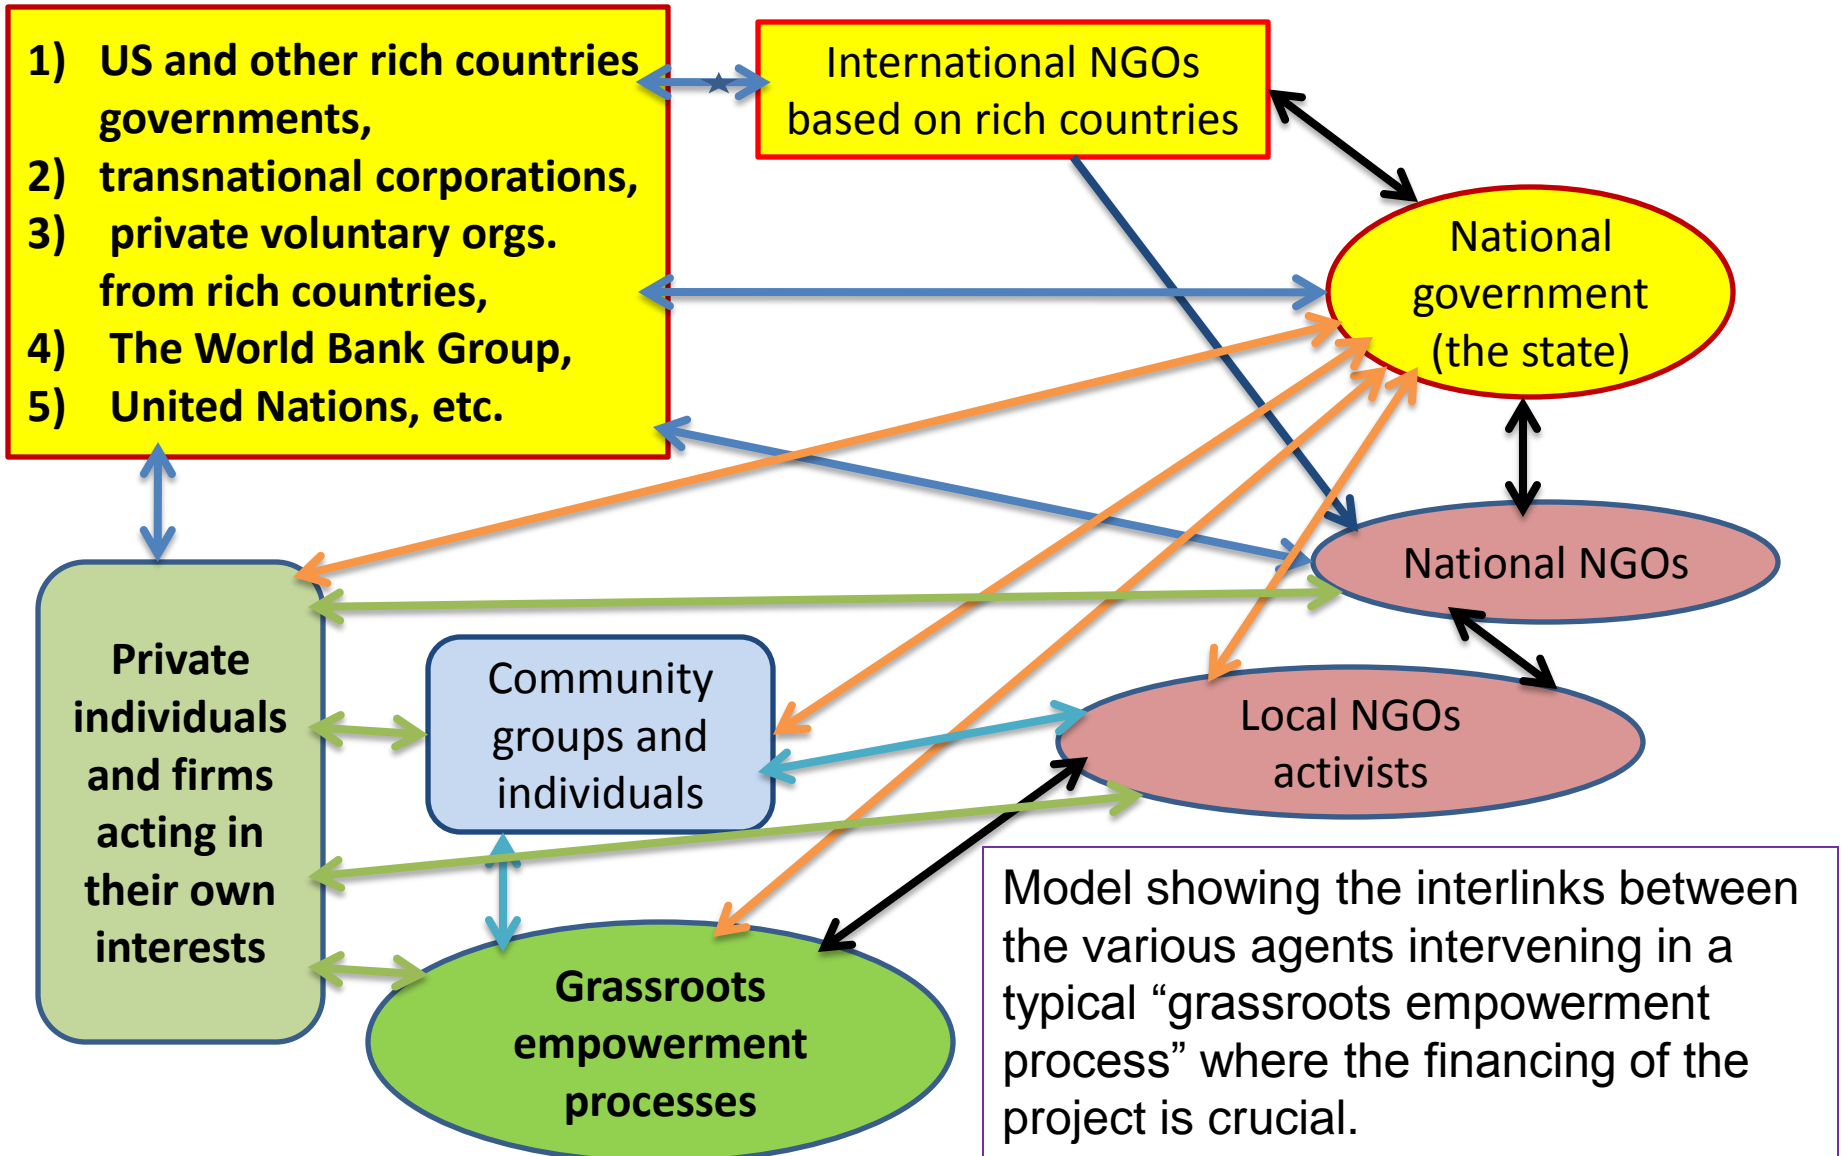 1) US and other rich countries
governments,
2) transnational corporations,
3) private voluntary orgs.
from rich countries,
4) The World Bank Group,
5) United Nations, etc.
International NGOs
based on rich countries
National
government
(the state)
National NGOs
Private
individuals
and firms
acting in
their own
interests
Community
groups and
individuals
Local NGOs
activists
Grassroots
empowerment
processes
Model showing the interlinks between
the various agents intervening in a
typical “grassroots empowerment
process” where the financing of the
project is crucial.